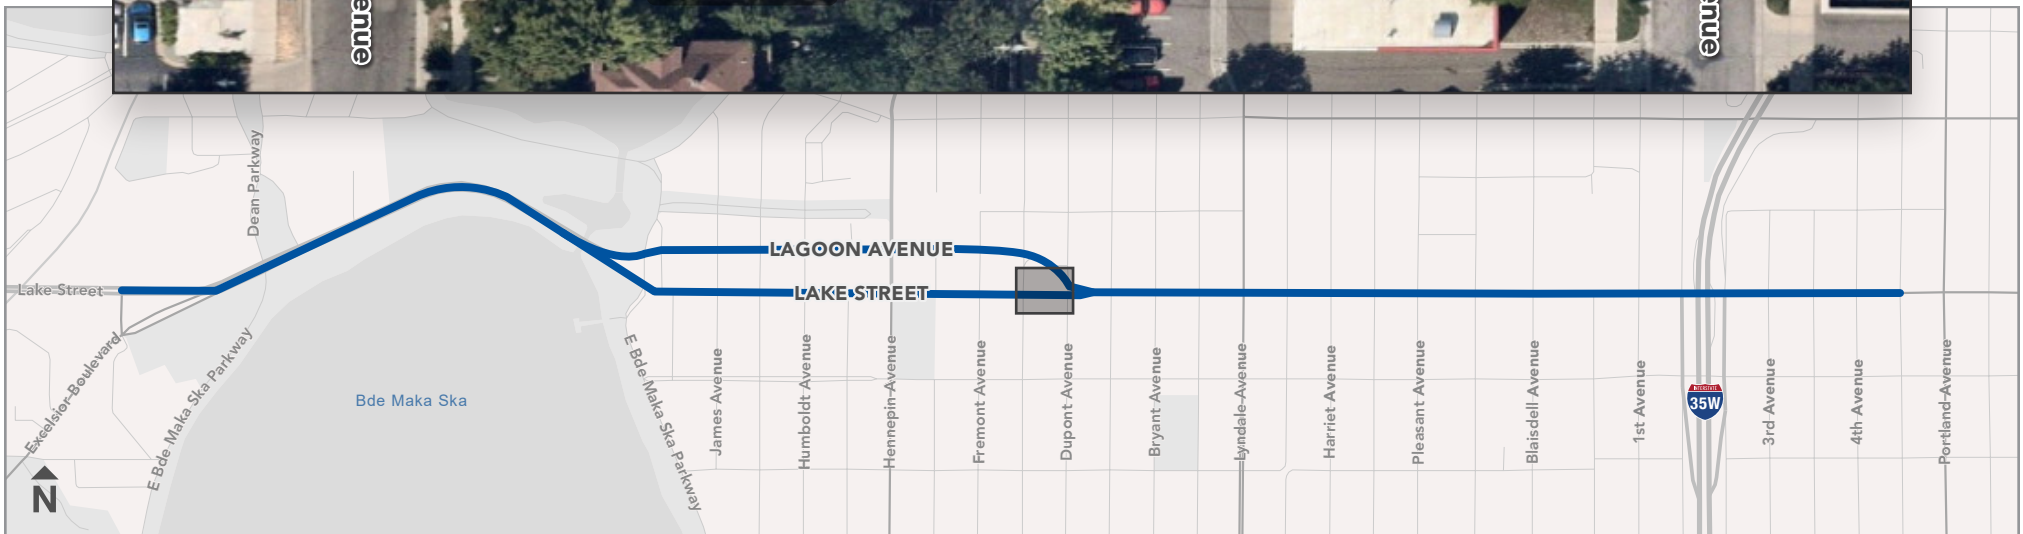 enue
enue
Dean Parkway
LAGOON AVENUE
Lake Street
LAKE STREET
Excelsior Boulevard
E Bde Maka Ska Parkway
Bde Maka Ska
E Bde Maka Ska Parkway
James Avenue
Humboldt Avenue
Hennepin Avenue
Fremont Avenue
Dupont Avenue
Bryant Avenue
Lyndale Avenue
Harriet Avenue
Pleasant Avenue
Blaisdell Avenue
1st Avenue
INTERSTATE
35W
3rd Avenue
4th Avenue
Portland Avenue
N